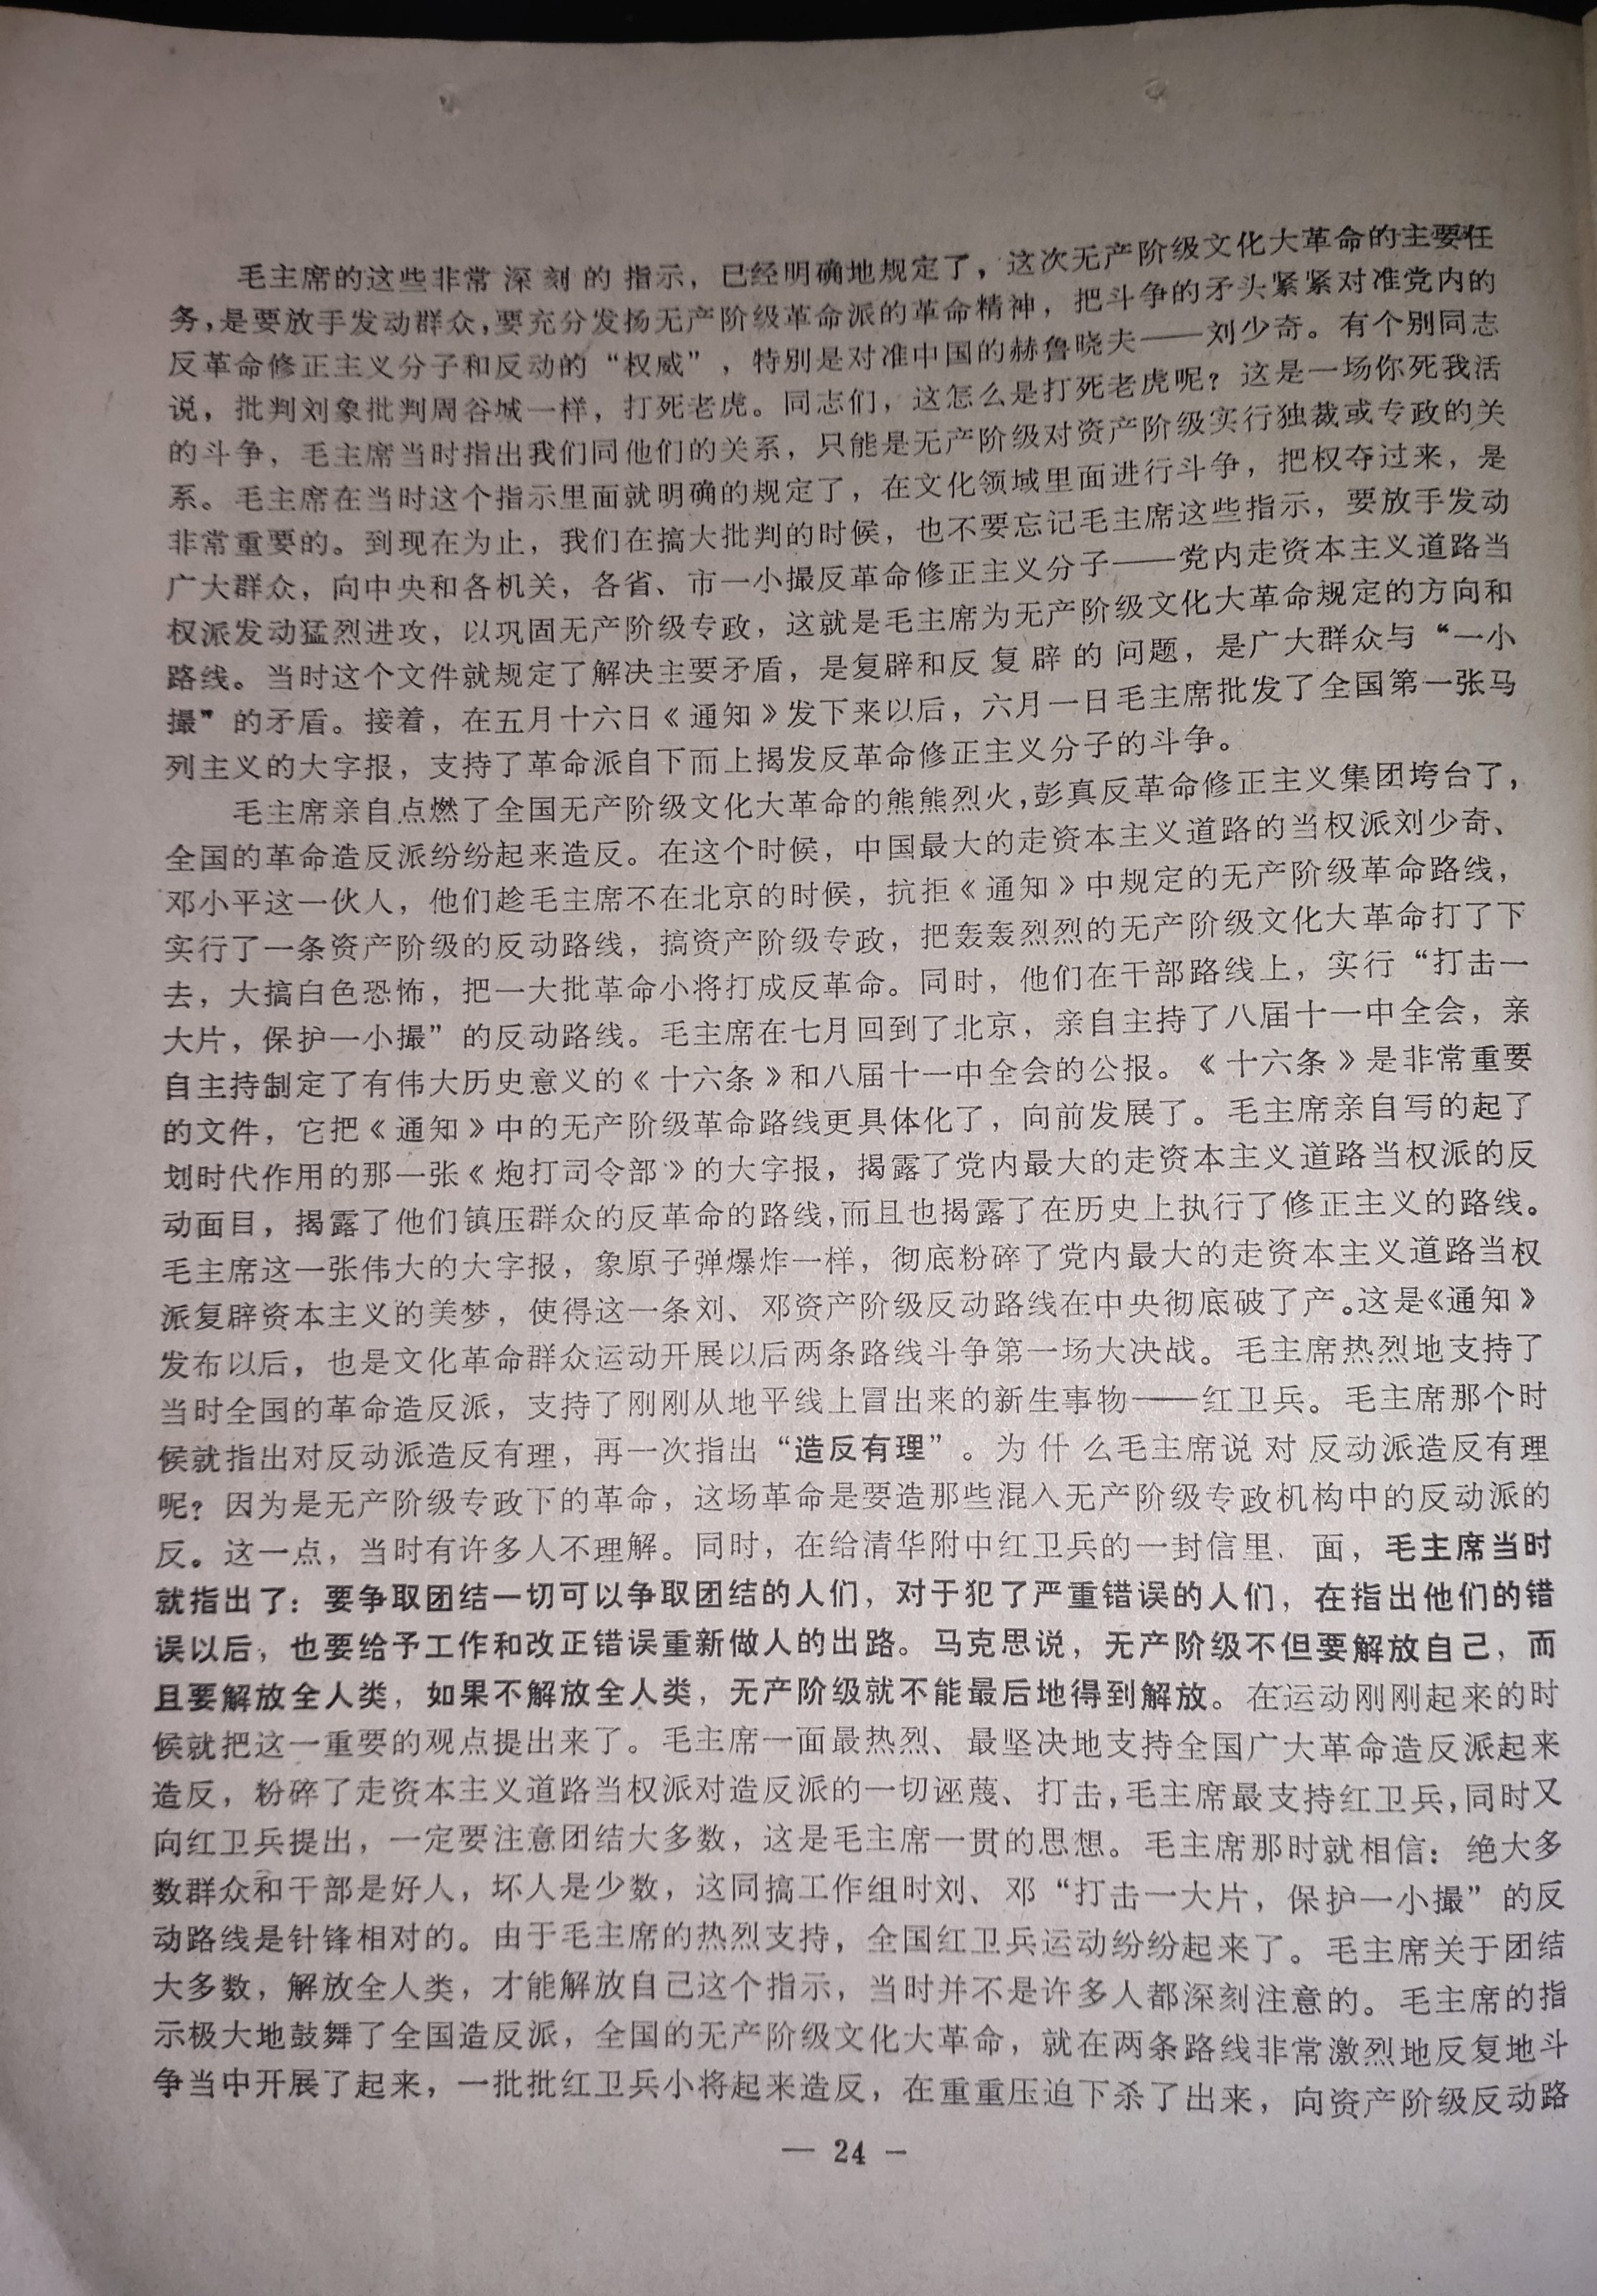 毛主席的这些非常深刻的指示，已经明确地规定了，这次无产阶级文化大革命的主要任
务，是要放手发动群众，要充分发扬无产阶级革命派的革命精神，把斗争的矛头紧紧对准党内的
反革命修正主义分子和反动的“权威”，特别是对准中国的赫鲁晓夫——刘少奇。有个别同志
说，批判刘象批判周谷城一样，打死老虎。同志们，这怎么是打死老虎呢？这是一场你死我活
的斗争，毛主席当时指出我们同他们的关系，只能是无产阶级对资产阶级实行独裁或专政的关
系。毛主席在当时这个指示里面就明确的规定了，在文化领域里面进行斗争，把权夺过来，是
非常重要的。到现在为止，我们在搞大批判的时候，也不要忘记毛主席这些指示，要放手发动
广大群众，向中央和各机关，各省、市一小撮反革命修正主义分子——党内走资本主义道路当
权派发动猛烈进攻，以巩固无产阶级专政，这就是毛主席为无产阶级文化大革命规定的方向和
路线。当时这个文件就规定了解决主要矛盾，是复辟和反复辟的问题，是广大群众与“一小
撮”的矛盾。接着，在五月十六日《通知》发下来以后，六月一日毛主席批发了全国第一张马
列主义的大字报，支持了革命派自下而上揭发反革命修正主义分子的斗争。
毛主席亲自点燃了全国无产阶级文化大革命的熊熊烈火，彭真反革命修正主义集团垮台了，
全国的革命造反派纷纷起来造反。在这个时候，中国最大的走资本主义道路的当权派刘少奇、
邓小平这一伙人，他们趁毛主席不在北京的时候，抗拒《通知》中规定的无产阶级革命路线，
实行了一条资产阶级的反动路线，搞资产阶级专政，把轰轰烈烈的无产阶级文化大革命打了下
去，大搞白色恐怖，把一大批革命小将打成反革命。同时，他们在干部路线上，实行“打击一
大片，保护一小撮”的反动路线。毛主席在七月回到了北京，亲自主持了八届十一中全会，亲
自主持制定了有伟大历史意义的《十六条》和八届十一中全会的公报。《十六条》是非常重要
的文件，它把《通知》中的无产阶级革命路线更具体化了，向前发展了。毛主席亲自写的起了
划时代作用的那一张《炮打司令部》的大字报，揭露了党内最大的走资本主义道路当权派的反
动面目，揭露了他们镇压群众的反革命的路线，而且也揭露了在历史上执行了修正主义的路线。
毛主席这一张伟大的大字报，象原子弹爆炸一样，彻底粉碎了党内最大的走资本主义道路当权
派复辟资本主义的美梦，使得这一条刘、邓资产阶级反动路线在中央彻底破了产。这是《通知》
发布以后，也是文化革命群众运动开展以后两条路线斗争第一场大决战。毛主席热烈地支持了
当时全国的革命造反派，支持了刚刚从地平线上冒出来的新生事物——红卫兵。毛主席那个时
候就指出对反动派造反有理，再一次指出“造反有理”。为什么毛主席说对反动派造反有理
呢？因为是无产阶级专政下的革命，这场革命是要造那些混入无产阶级专政机构中的反动派的
反。这一点，当时有许多人不理解。同时，在给清华附中红卫兵的一封信里面，毛主席当时
就指出了：要争取团结一切可以争取团结的人们，对于犯了严重错误的人们，在指出他们的错
误以后，也要给予工作和改正错误重新做人的出路。马克思说，无产阶级不但要解放自己，而
且要解放全人类，如果不解放全人类，无产阶级就不能最后地得到解放。在运动刚刚起来的时
候就把这一重要的观点提出来了。毛主席一面最热烈、最坚决地支持全国广大革命造反派起来
造反，粉碎了走资本主义道路当权派对造反派的一切诬蔑、打击，毛主席最支持红卫兵，同时又
向红卫兵提出，一定要注意团结大多数，这是毛主席一贯的思想。毛主席那时就相信：绝大多
数群众和干部是好人，坏人是少数，这同搞工作组时刘、邓“打击一大片，保护一小撮”的反
动路线是针锋相对的。由于毛主席的热烈支持，全国红卫兵运动纷纷起来了。毛主席关于团结
大多数，解放全人类，才能解放自己这个指示，当时并不是许多人都深刻注意的。毛主席的指
示极大地鼓舞了全国造反派，全国的无产阶级文化大革命，就在两条路线非常激烈地反复地斗
争当中开展了起来，一批批红卫兵小将起来造反，在重重压迫下杀了出来，向资产阶级反动路
— 24 —